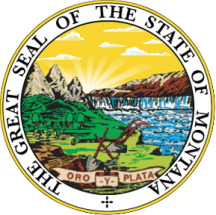 THE GREAT SEAL OF THE STATE OF MONTANA
ORO -Y- PLATA